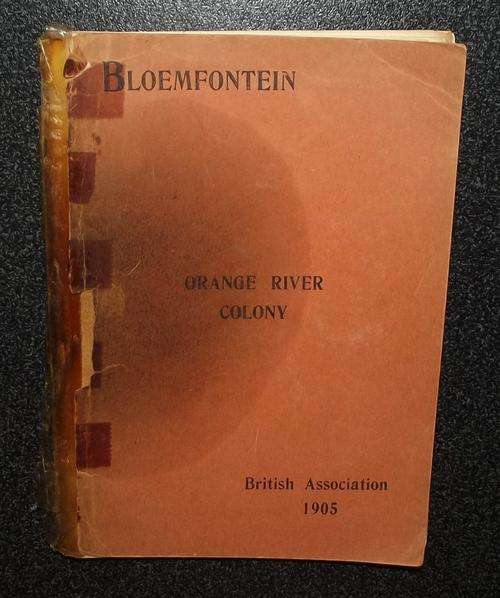 BLOEMFONTEIN
ORANGE RIVER
COLONY
British Association
1905